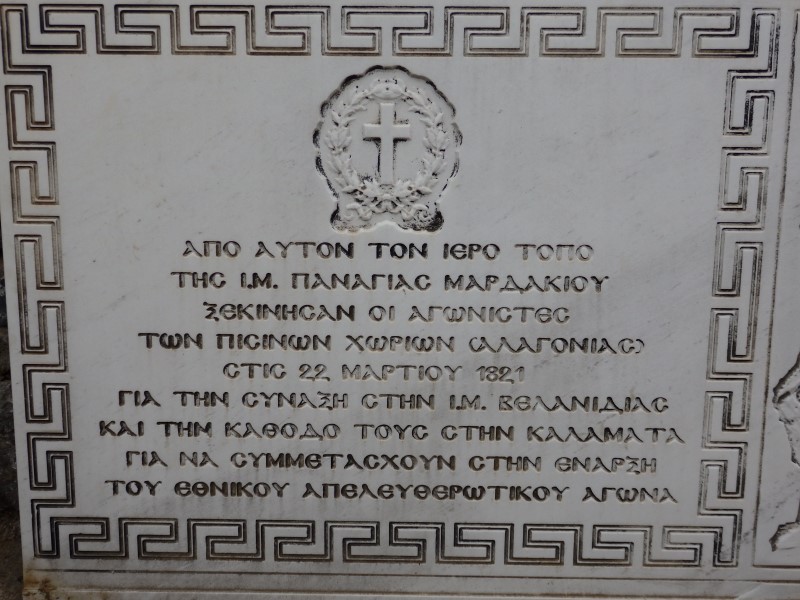 ΑΠΟ ΑΥΤΟΝ ΤΟΝ ΙΕΡΟ ΤΟΠΟ
ΤΗΣ Ι.Μ. ΠΑΝΑΓΙΑΣ ΜΑΡΔΑΚΙΟΥ
ΞΕΚΙΝΗΣΑΝ ΟΙ ΑΓΩΝΙΣΤΕΣ
ΤΩΝ ΠΙΣΙΝΩΝ ΧΩΡΙΩΝ (ΑΛΑΓΟΝΙΑΣ)
ΣΤΙΣ 22 ΜΑΡΤΙΟΥ 1821
ΓΙΑ ΤΗΝ ΣΥΝΑΞΗ ΣΤΗΝ Ι.Μ. ΒΕΛΑΝΙΔΙΑΣ
ΚΑΙ ΤΗΝ ΚΑΘΟΔΟ ΤΟΥΣ ΣΤΗΝ ΚΑΛΑΜΑΤΑ
ΓΙΑ ΝΑ ΣΥΜΜΕΤΑΣΧΟΥΝ ΣΤΗΝ ΕΝΑΡΞΗ
ΤΟΥ ΕΘΝΙΚΟΥ ΑΠΕΛΕΥΘΕΡΩΤΙΚΟΥ ΑΓΩΝΑ